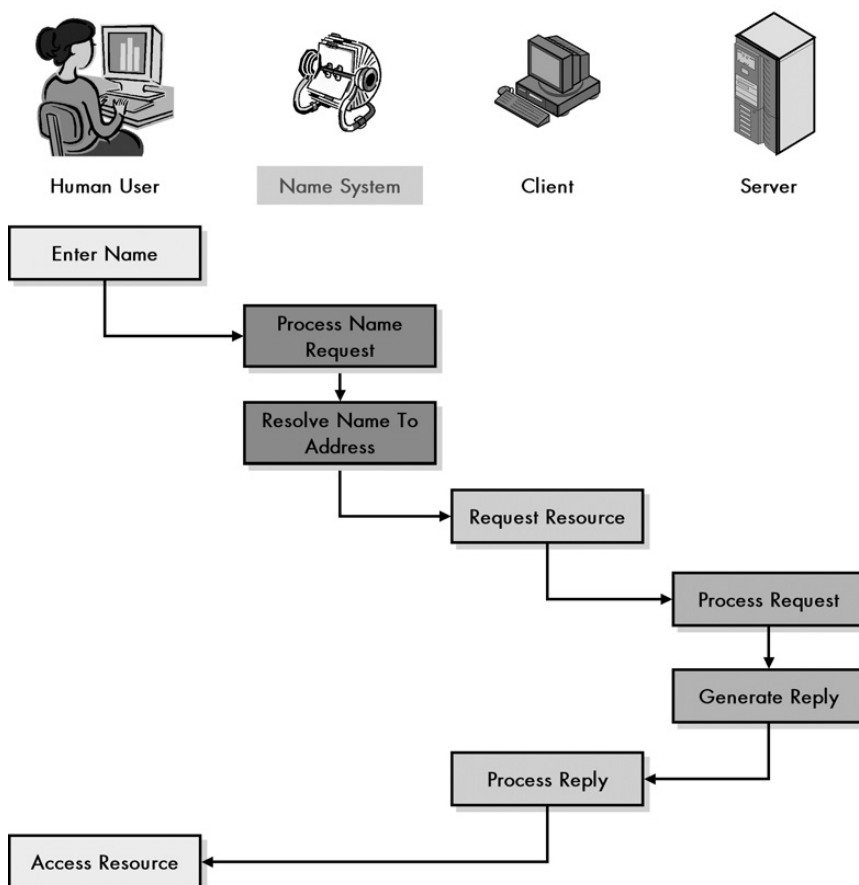 Human User
Name System
Client
Server
Enter Name
Process Name
Request
Resolve Name To
Address
Request Resource
Process Request
Generate Reply
Process Reply
Access Resource